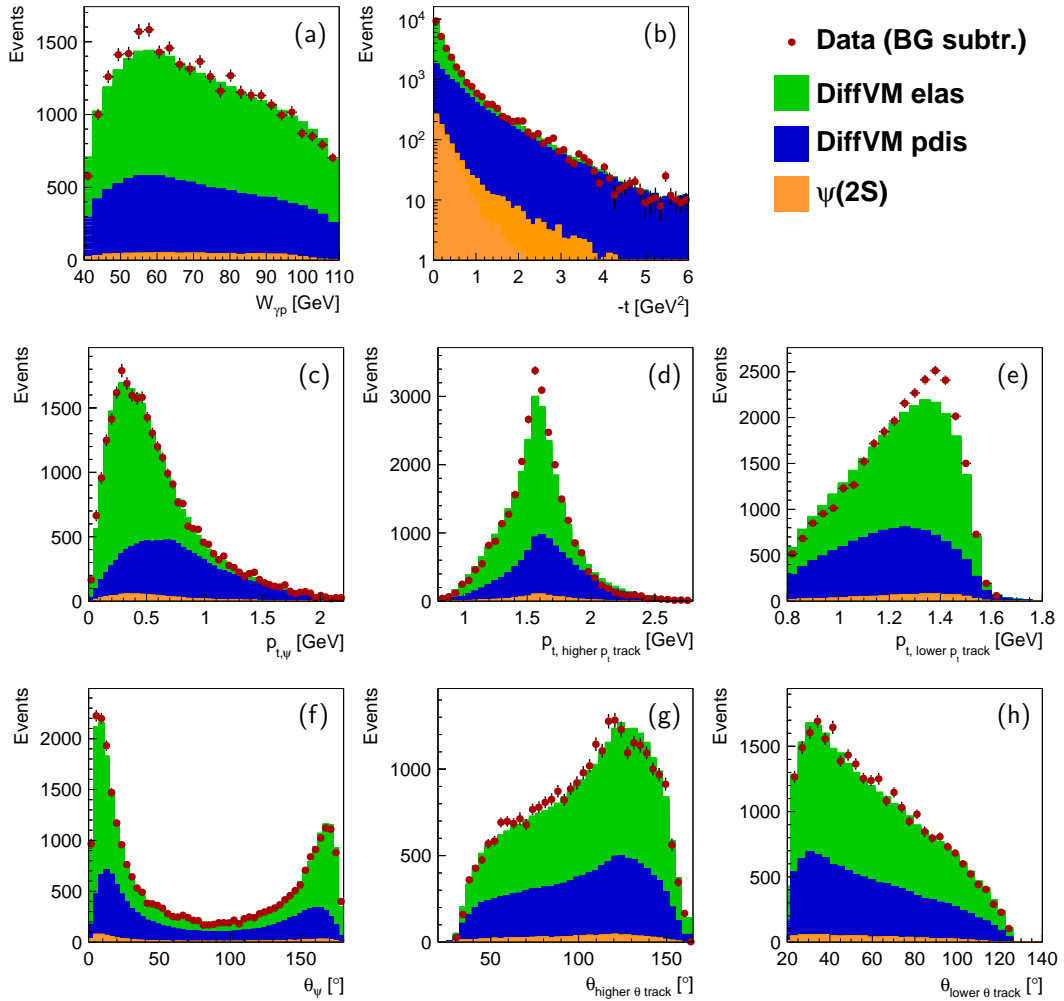 Events
1500
1000
500
0
40 50 60 70 80 90 100 110
W_γp [GeV]
(a)
Events
10^4
10^3
10^2
10
1
0 1 2 3 4 5 6
-t [GeV^2]
(b)
Data (BG subtr.)
DiffVM elas
DiffVM pdis
ψ(2S)
Events
1500
1000
500
0
0 0.5 1 1.5 2
p_t,ψ [GeV]
(c)
Events
3000
2000
1000
0
1 1.5 2 2.5
p_t, higher p_t track [GeV]
(d)
Events
2500
2000
1500
1000
500
0
0.8 1 1.2 1.4 1.6 1.8
p_t, lower p_t track [GeV]
(e)
Events
2000
1500
1000
500
0
0 50 100 150
θ_ψ [°]
(f)
Events
1000
500
0
50 100 150
θ_higher θ track [°]
(g)
Events
1500
1000
500
0
20 40 60 80 100 120 140
θ_lower θ track [°]
(h)